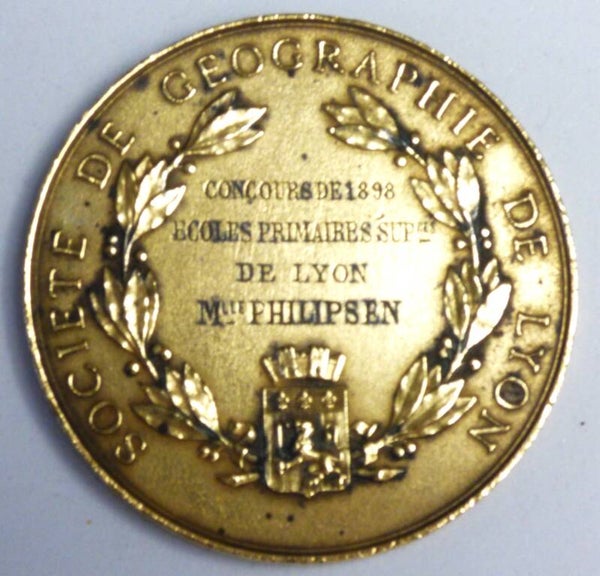 SOCIETE DE GEOGRAPHIE DE LYON
CONCOURS DE 1898
ECOLES PRIMAIRES SUPRES
DE LYON
MLLE PHILIPSEN